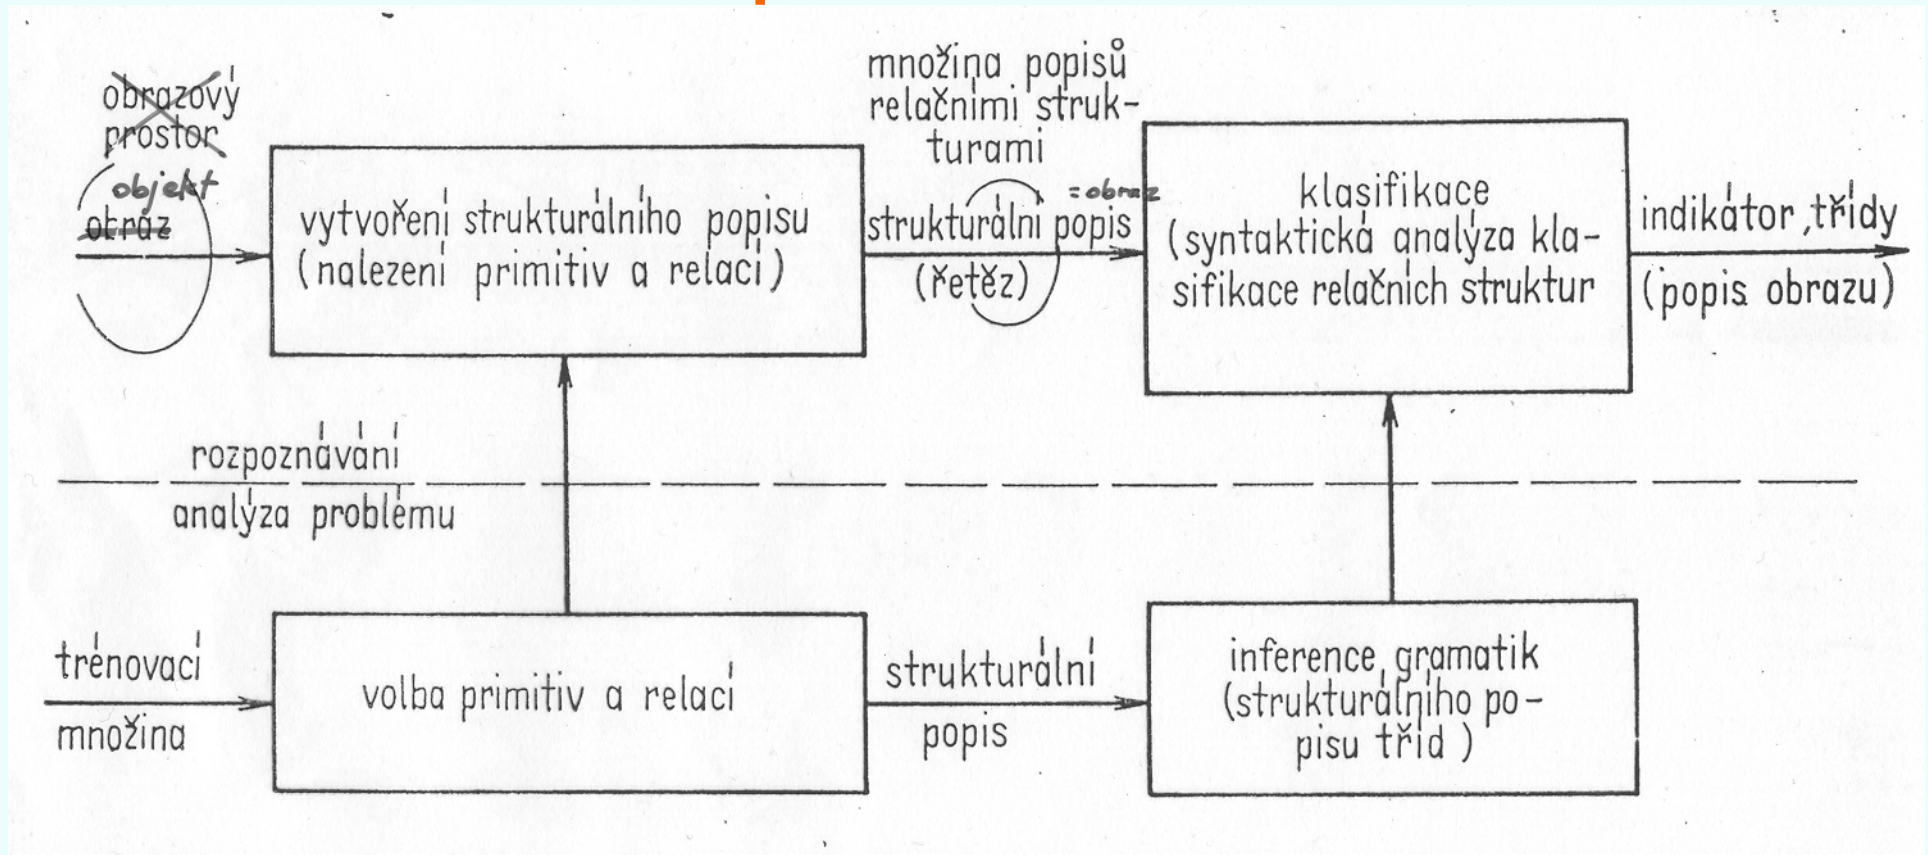 obrazový
prostor
objekt
obraz
vytvoření strukturálního popisu
(nalezení primitiv a relací)
množina popisů
relačními struk-
turami
= obraz
strukturální popis
(řetěz)
klasifikace
(syntaktická analýza kla-
sifikace relačních struktur
indikátor třídy
(popis obrazu)
rozpoznávání
analýza problému
trénovací
množina
volba primitiv a relací
strukturální
popis
inference gramatik
(strukturálního po-
pisu tříd)